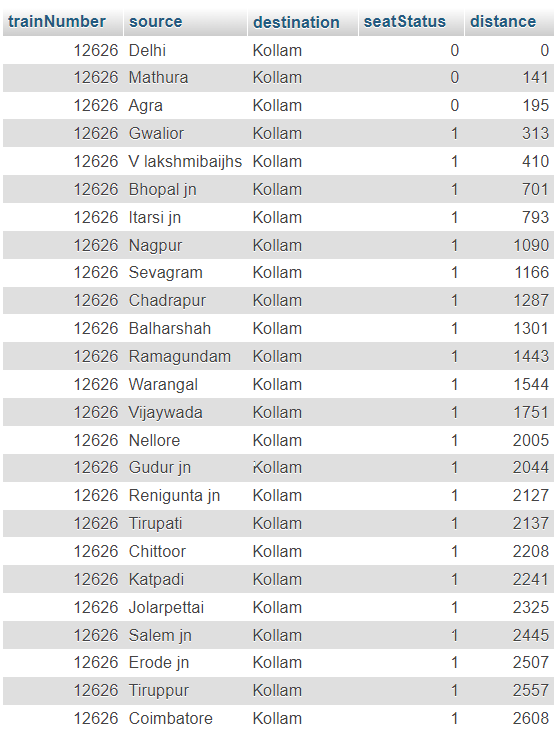 trainNumber source destination seatStatus distance
12626 Delhi Kollam 0 0
12626 Mathura Kollam 0 141
12626 Agra Kollam 0 195
12626 Gwalior Kollam 1 313
12626 V lakshmibaijhs Kollam 1 410
12626 Bhopal jn Kollam 1 701
12626 Itarsi jn Kollam 1 793
12626 Nagpur Kollam 1 1090
12626 Sevagram Kollam 1 1166
12626 Chadrapur Kollam 1 1287
12626 Balharshah Kollam 1 1301
12626 Ramagundam Kollam 1 1443
12626 Warangal Kollam 1 1544
12626 Vijaywada Kollam 1 1751
12626 Nellore Kollam 1 2005
12626 Gudur jn Kollam 1 2044
12626 Renigunta jn Kollam 1 2127
12626 Tirupati Kollam 1 2137
12626 Chittoor Kollam 1 2208
12626 Katpadi Kollam 1 2241
12626 Jolarpettai Kollam 1 2325
12626 Salem jn Kollam 1 2445
12626 Erode jn Kollam 1 2507
12626 Tiruppur Kollam 1 2557
12626 Coimbatore Kollam 1 2608